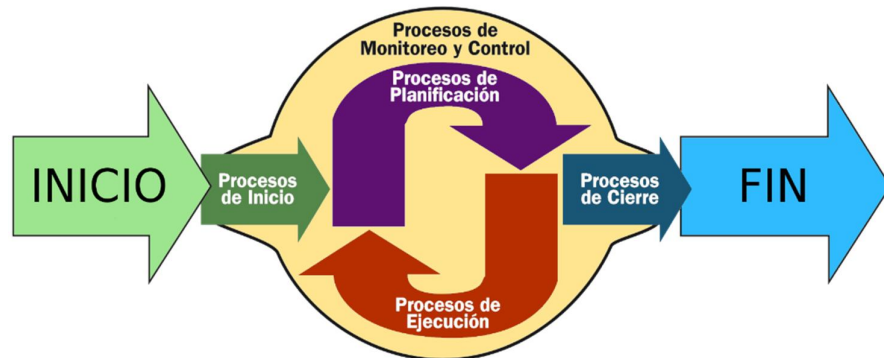 Procesos de
Monitoreo y Control
Procesos de
Planificación
INICIO
Procesos
de Inicio
Procesos
de Cierre
FIN
Procesos de
Ejecución